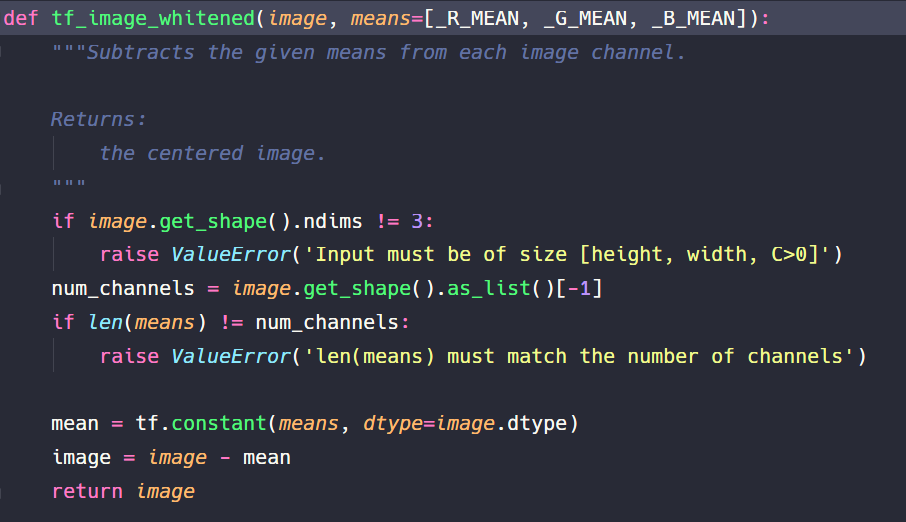 def tf_image_whitened(image, means=[_R_MEAN, _G_MEAN, _B_MEAN]):
    """Subtracts the given means from each image channel.

    Returns:
        the centered image.
    """
    if image.get_shape().ndims != 3:
        raise ValueError('Input must be of size [height, width, C>0]')
    num_channels = image.get_shape().as_list()[-1]
    if len(means) != num_channels:
        raise ValueError('len(means) must match the number of channels')

    mean = tf.constant(means, dtype=image.dtype)
    image = image - mean
    return image